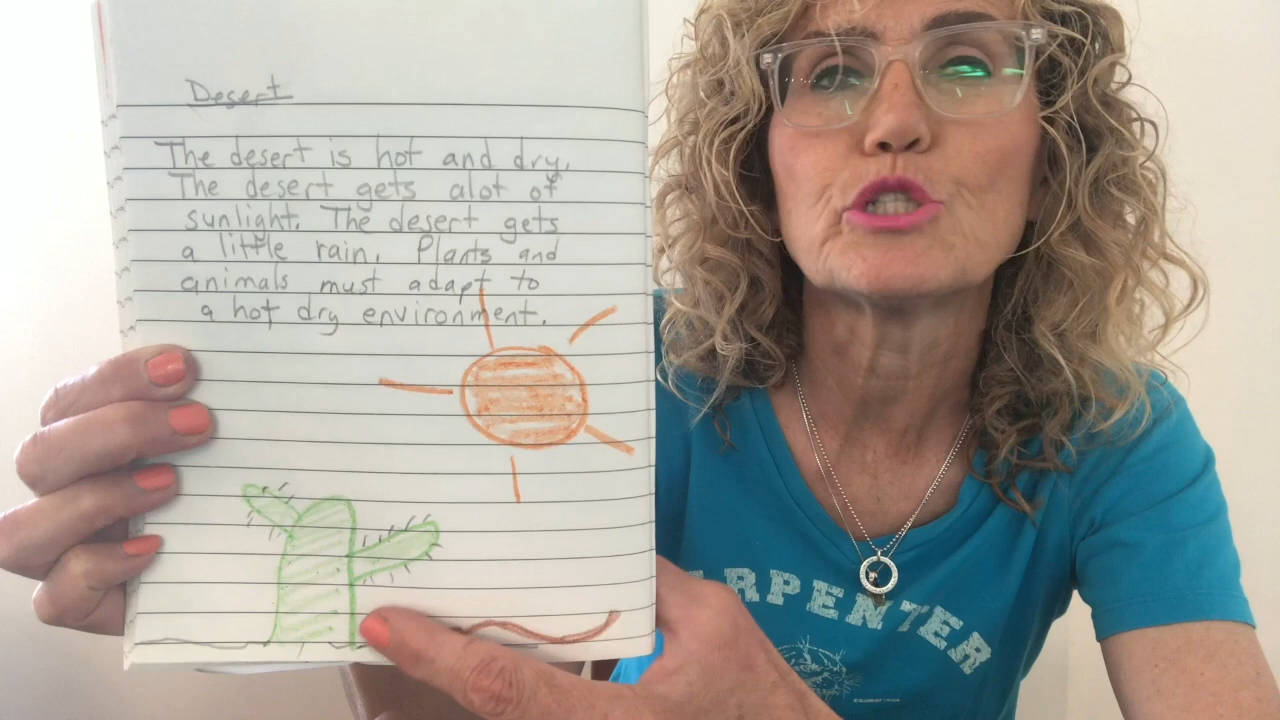 Desert
The desert is hot and dry.
The desert gets alot of
sunlight. The desert gets
a little rain. Plants and
animals must adapt to
a hot dry environment.
ARPENTER